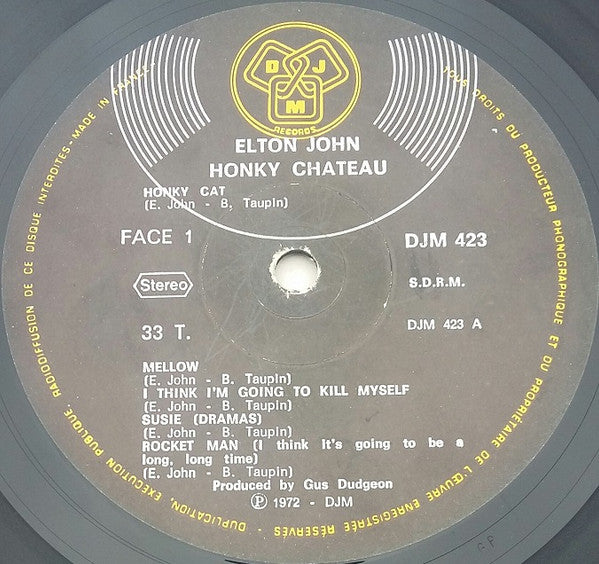 D J
M
RECORDS
ELTON JOHN
HONKY CHATEAU
HONKY CAT
(E. John - B. Taupin)
FACE 1
DJM 423
Stereo
S.D.R.M.
33 T.
DJM 423 A
MELLOW
(E. John - B. Taupin)
I THINK I'M GOING TO KILL MYSELF
(E. John - B. Taupin)
SUSIE (DRAMAS)
(E. John - B. Taupin)
ROCKET MAN (I think it's going to be a
long, long time)
(E. John - B. Taupin)
Produced by Gus Dudgeon
Ⓟ 1972 - DJM
TOUS DROITS DU PRODUCTEUR PHONOGRAPHIQUE ET DU PROPRIÉTAIRE DE L'ŒUVRE ENREGISTRÉE RÉSERVÉS - DUPLICATION, EXÉCUTION PUBLIQUE RADIODIFFUSION DE CE DISQUE INTERDITES - MADE IN FRANCE -